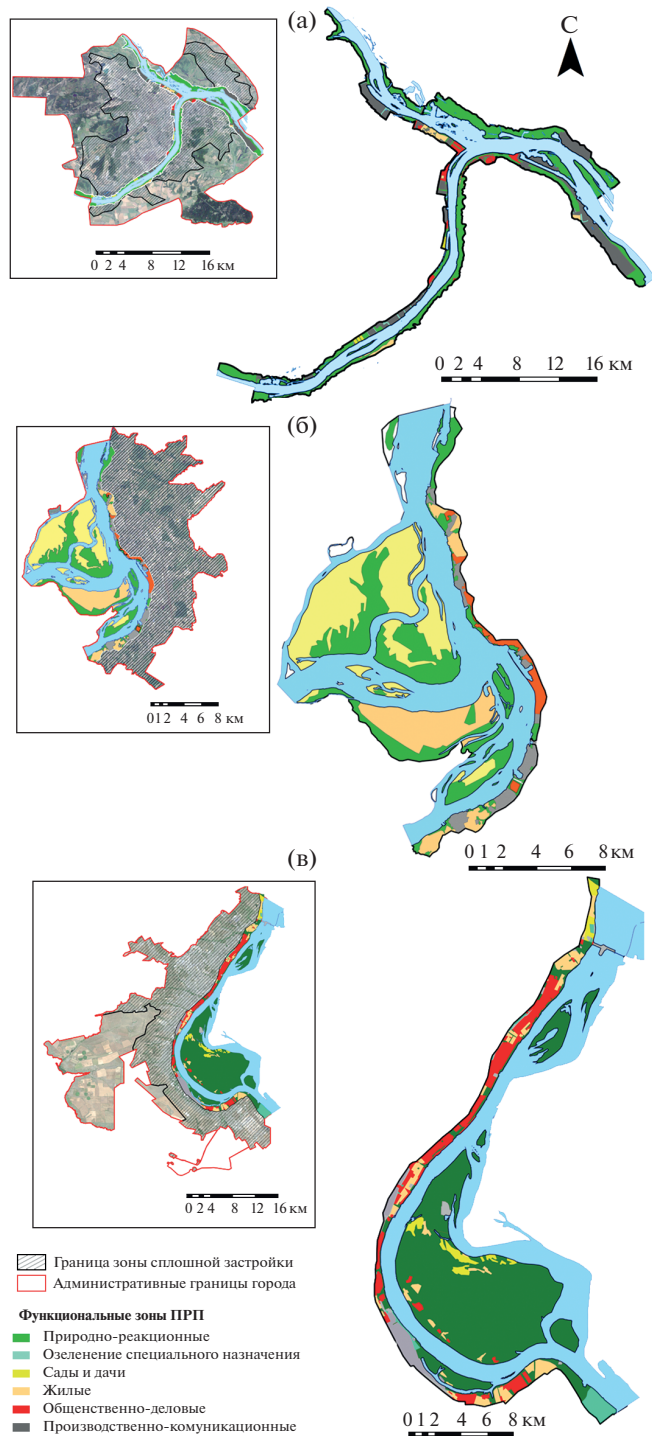 (а)
С
0 2 4 8 12 16 км
0 2 4 8 12 16 км
(б)
0 1 2 4 6 8 км
0 1 2 4 6 8 км
(в)
0 2 4 8 12 16 км
Граница зоны сплошной застройки
Административные границы города
Функциональные зоны ПРП
Природно-реакционные
Озеленение специального назначения
Сады и дачи
Жилые
Общенственно-деловые
Производственно-комуникационные
0 1 2 4 6 8 км